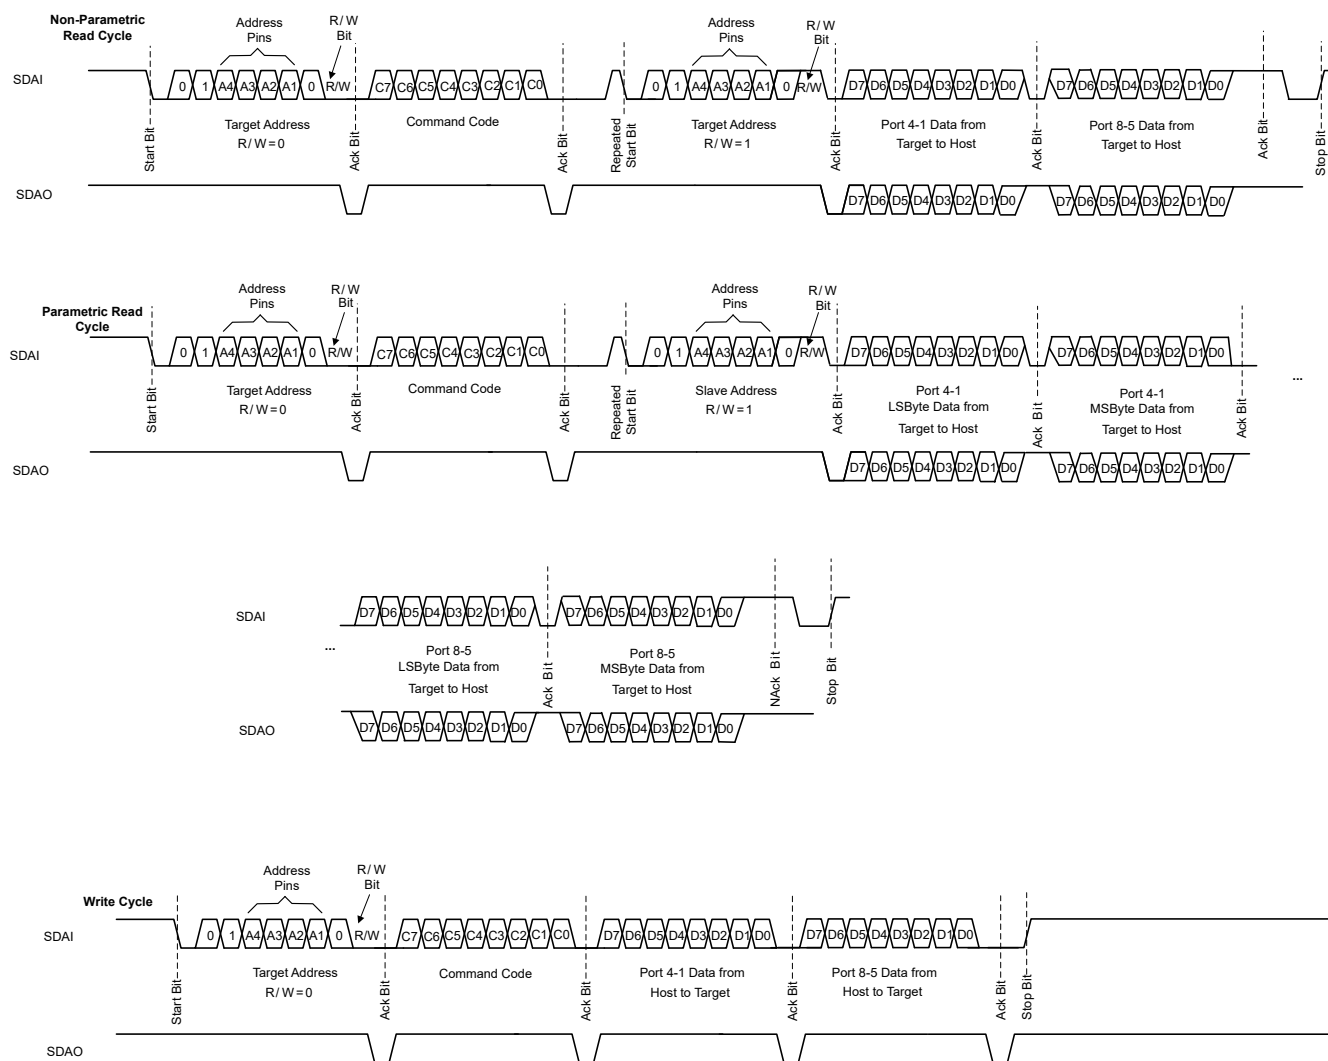 Non-Parametric
Read Cycle
Address
Pins
R/W
Bit
Address
Pins
R/W
Bit
SDAI
0 1 A4 A3 A2 A1 0 R/W C7 C6 C5 C4 C3 C2 C1 C0 0 1 A4 A3 A2 A1 0 R/W D7 D6 D5 D4 D3 D2 D1 D0 D7 D6 D5 D4 D3 D2 D1 D0
Start Bit
Target Address
R/W=0
Ack Bit
Command Code
Ack Bit
Repeated
Start Bit
Target Address
R/W=1
Ack Bit
Port 4-1 Data from
Target to Host
Ack Bit
Port 8-5 Data from
Target to Host
Ack Bit
Stop Bit
SDAO
D7 D6 D5 D4 D3 D2 D1 D0 D7 D6 D5 D4 D3 D2 D1 D0
Parametric Read
Cycle
Address
Pins
R/W
Bit
Address
Pins
R/W
Bit
SDAI
0 1 A4 A3 A2 A1 0 R/W C7 C6 C5 C4 C3 C2 C1 C0 0 1 A4 A3 A2 A1 0 R/W D7 D6 D5 D4 D3 D2 D1 D0 D7 D6 D5 D4 D3 D2 D1 D0
...
Start Bit
Target Address
R/W=0
Ack Bit
Command Code
Ack Bit
Repeated
Start Bit
Slave Address
R/W=1
Ack Bit
Port 4-1
LSByte Data from
Target to Host
Ack Bit
Port 4-1
MSByte Data from
Target to Host
Ack Bit
SDAO
D7 D6 D5 D4 D3 D2 D1 D0 D7 D6 D5 D4 D3 D2 D1 D0
SDAI
D7 D6 D5 D4 D3 D2 D1 D0 D7 D6 D5 D4 D3 D2 D1 D0
...
Port 8-5
LSByte Data from
Target to Host
Ack Bit
Port 8-5
MSByte Data from
Target to Host
NAck Bit
Stop Bit
SDAO
D7 D6 D5 D4 D3 D2 D1 D0 D7 D6 D5 D4 D3 D2 D1 D0
Write Cycle
Address
Pins
R/W
Bit
SDAI
0 1 A4 A3 A2 A1 0 R/W C7 C6 C5 C4 C3 C2 C1 C0 D7 D6 D5 D4 D3 D2 D1 D0 D7 D6 D5 D4 D3 D2 D1 D0
Start Bit
Target Address
R/W=0
Ack Bit
Command Code
Ack Bit
Port 4-1 Data from
Host to Target
Ack Bit
Port 8-5 Data from
Host to Target
Ack Bit
Stop Bit
SDAO